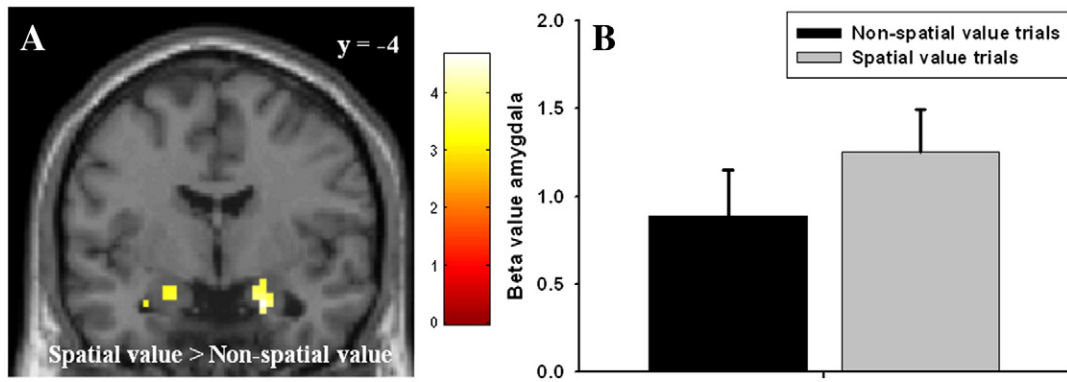 A
y = -4
Spatial value > Non-spatial value
4
3
2
1
0
B
Non-spatial value trials
Spatial value trials
Beta value amygdala
2.0
1.5
1.0
0.5
0.0